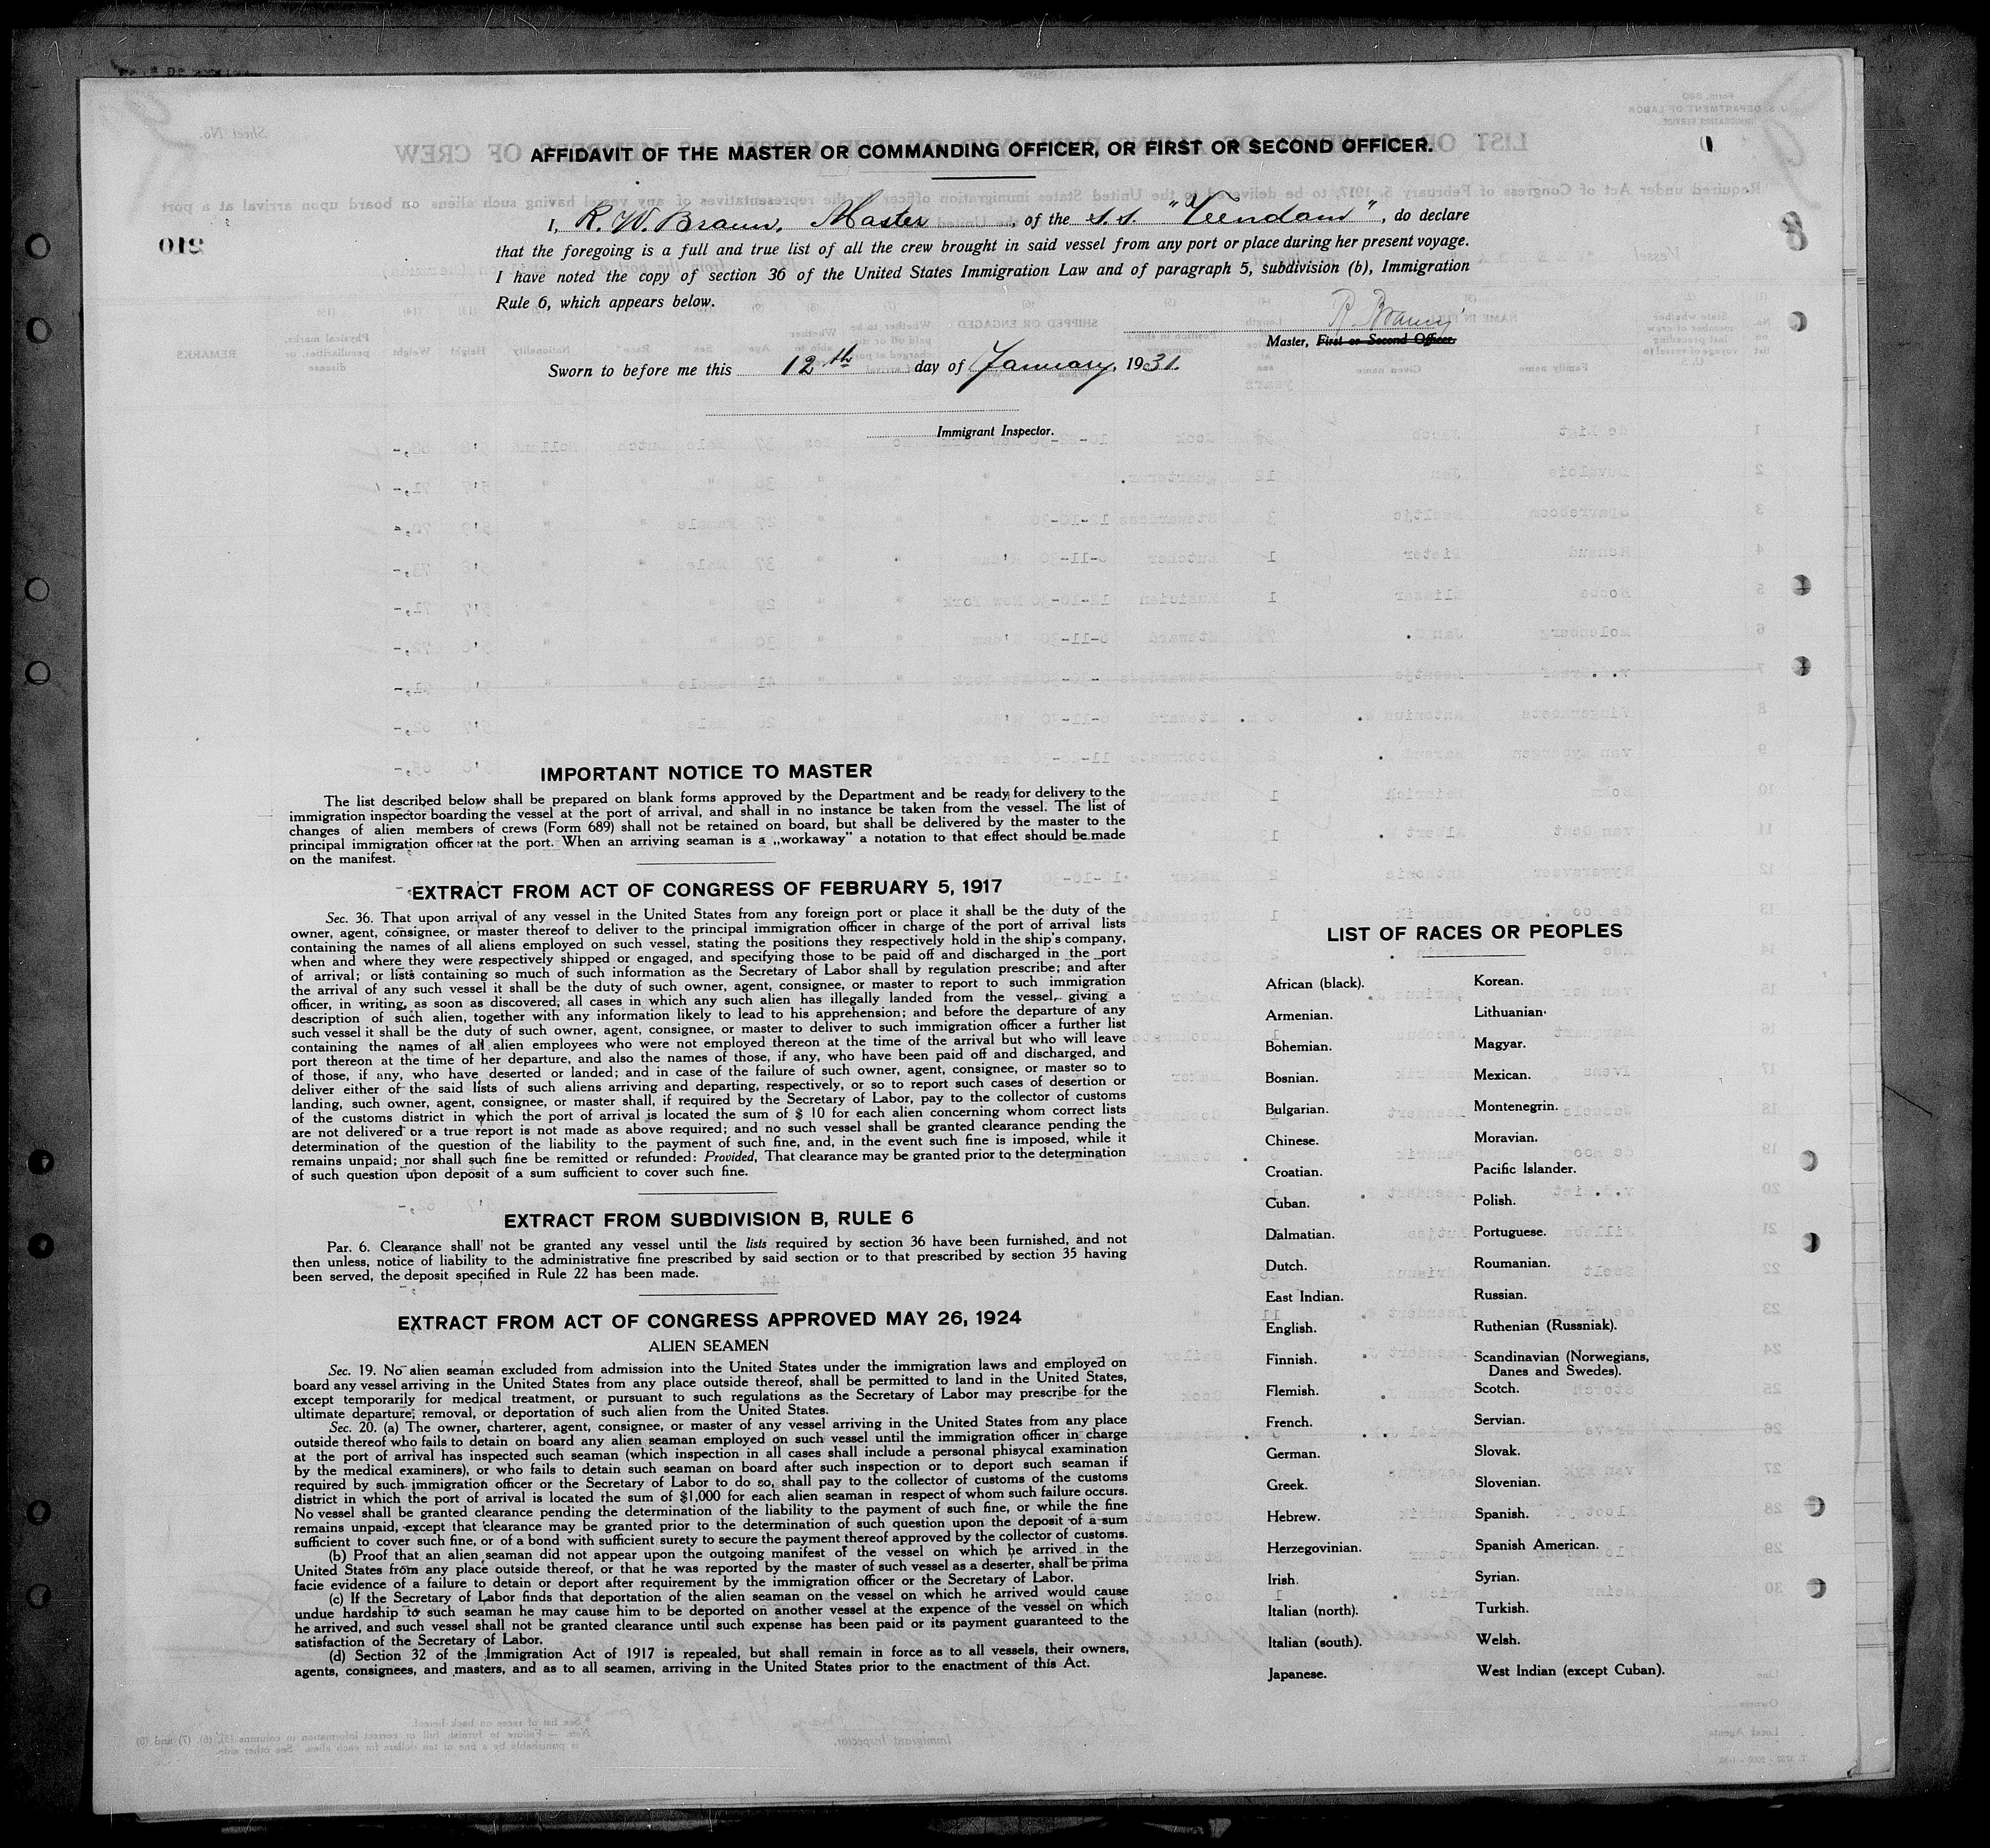 AFFIDAVIT OF THE MASTER OR COMMANDING OFFICER, OR FIRST OR SECOND OFFICER.
I, R. W. Braun, Master, of the s.s. "Veendam", do declare
that the foregoing is a full and true list of all the crew brought in said vessel from any port or place during her present voyage.
I have noted the copy of section 36 of the United States Immigration Law and of paragraph 5, subdivision (b), Immigration
Rule 6, which appears below.
R. Braun
Master, First or Second Officer.
Sworn to before me this 12th day of January, 1931.
Immigrant Inspector.
210
IMPORTANT NOTICE TO MASTER
The list described below shall be prepared on blank forms approved by the Department and be ready for delivery to the
immigration inspector boarding the vessel at the port of arrival, and shall in no instance be taken from the vessel. The list of
changes of alien members of crews (Form 689) shall not be retained on board, but shall be delivered by the master to the
principal immigration officer at the port. When an arriving seaman is a „workaway” a notation to that effect should be made
on the manifest.
EXTRACT FROM ACT OF CONGRESS OF FEBRUARY 5, 1917
Sec. 36. That upon arrival of any vessel in the United States from any foreign port or place it shall be the duty of the
owner, agent, consignee, or master thereof to deliver to the principal immigration officer in charge of the port of arrival lists
containing the names of all aliens employed on such vessel, stating the positions they respectively hold in the ship's company,
when and where they were respectively shipped or engaged, and specifying those to be paid off and discharged in the port
of arrival; or lists containing so much of such information as the Secretary of Labor shall by regulation prescribe; and after
the arrival of any such vessel it shall be the duty of such owner, agent, consignee, or master to report to such immigration
officer, in writing, as soon as discovered, all cases in which any such alien has illegally landed from the vessel, giving a
description of such alien, together with any information likely to lead to his apprehension; and before the departure of any
such vessel it shall be the duty of such owner, agent, consignee, or master to deliver to such immigration officer a further list
containing the names of all alien employees who were not employed thereon at the time of the arrival but who will leave
port thereon at the time of her departure, and also the names of those, if any, who have been paid off and discharged, and
of those, if any, who have deserted or landed; and in case of the failure of such owner, agent, consignee, or master so to
deliver either of the said lists of such aliens arriving and departing, respectively, or so to report such cases of desertion or
landing, such owner, agent, consignee, or master shall, if required by the Secretary of Labor, pay to the collector of customs
of the customs district in which the port of arrival is located the sum of $ 10 for each alien concerning whom correct lists
are not delivered or a true report is not made as above required; and no such vessel shall be granted clearance pending the
determination of the question of the liability to the payment of such fine, and, in the event such fine is imposed, while it
remains unpaid; nor shall such fine be remitted or refunded: Provided, That clearance may be granted prior to the determination
of such question upon deposit of a sum sufficient to cover such fine.
EXTRACT FROM SUBDIVISION B, RULE 6
Par. 6. Clearance shall not be granted any vessel until the lists required by section 36 have been furnished, and not
then unless, notice of liability to the administrative fine prescribed by said section or to that prescribed by section 35 having
been served, the deposit specified in Rule 22 has been made.
EXTRACT FROM ACT OF CONGRESS APPROVED MAY 26, 1924
ALIEN SEAMEN
Sec. 19. No alien seaman excluded from admission into the United States under the immigration laws and employed on
board any vessel arriving in the United States from any place outside thereof, shall be permitted to land in the United States,
except temporarily for medical treatment, or pursuant to such regulations as the Secretary of Labor may prescribe for the
ultimate departure, removal, or deportation of such alien from the United States.
Sec. 20. (a) The owner, charterer, agent, consignee, or master of any vessel arriving in the United States from any place
outside thereof who fails to detain on board any alien seaman employed on such vessel until the immigration officer in charge
at the port of arrival has inspected such seaman (which inspection in all cases shall include a personal phisycal examination
by the medical examiners), or who fails to detain such seaman on board after such inspection or to deport such seaman if
required by such immigration officer or the Secretary of Labor to do so, shall pay to the collector of customs of the customs
district in which the port of arrival is located the sum of $1,000 for each alien seaman in respect of whom such failure occurs.
No vessel shall be granted clearance pending the determination of the liability to the payment of such fine, or while the fine
remains unpaid, except that clearance may be granted prior to the determination of such question upon the deposit of a sum
sufficient to cover such fine, or of a bond with sufficient surety to secure the payment thereof approved by the collector of customs.
(b) Proof that an alien seaman did not appear upon the outgoing manifest of the vessel on which he arrived in the
United States from any place outside thereof, or that he was reported by the master of such vessel as a deserter, shall be prima
facie evidence of a failure to detain or deport after requirement by the immigration officer or the Secretary of Labor.
(c) If the Secretary of Labor finds that deportation of the alien seaman on the vessel on which he arrived would cause
undue hardship to such seaman he may cause him to be deported on another vessel at the expence of the vessel on which
he arrived, and such vessel shall not be granted clearance until such expense has been paid or its payment guaranteed to the
satisfaction of the Secretary of Labor.
(d) Section 32 of the Immigration Act of 1917 is repealed, but shall remain in force as to all vessels, their owners,
agents, consignees, and masters, and as to all seamen, arriving in the United States prior to the enactment of this Act.
LIST OF RACES OR PEOPLES
African (black).
Armenian.
Bohemian.
Bosnian.
Bulgarian.
Chinese.
Croatian.
Cuban.
Dalmatian.
Dutch.
East Indian.
English.
Finnish.
Flemish.
French.
German.
Greek.
Hebrew.
Herzegovinian.
Irish.
Italian (north).
Italian (south).
Japanese.
Korean.
Lithuanian.
Magyar.
Mexican.
Montenegrin.
Moravian.
Pacific Islander.
Polish.
Portuguese.
Roumanian.
Russian.
Ruthenian (Russniak).
Scandinavian (Norwegians,
Danes and Swedes).
Scotch.
Servian.
Slovak.
Slovenian.
Spanish.
Spanish American.
Syrian.
Turkish.
Welsh.
West Indian (except Cuban).